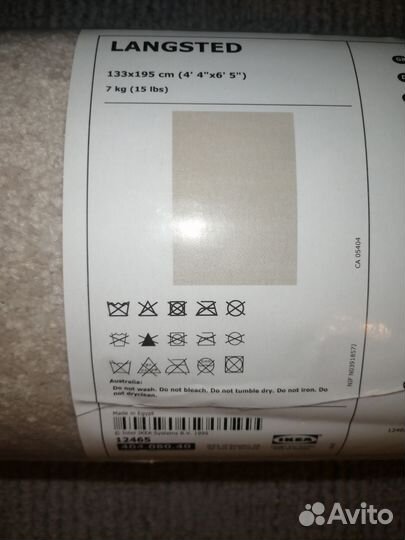 LANGSTED
133x195 cm (4' 4"x6' 5")
7 kg (15 lbs)
CA 05404
Australia:
Do not wash. Do not bleach. Do not tumble dry. Do not iron. Do
not dryclean.
Made in Egypt
© Inter IKEA Systems B.V. 1999
12465
IKEA
Avito